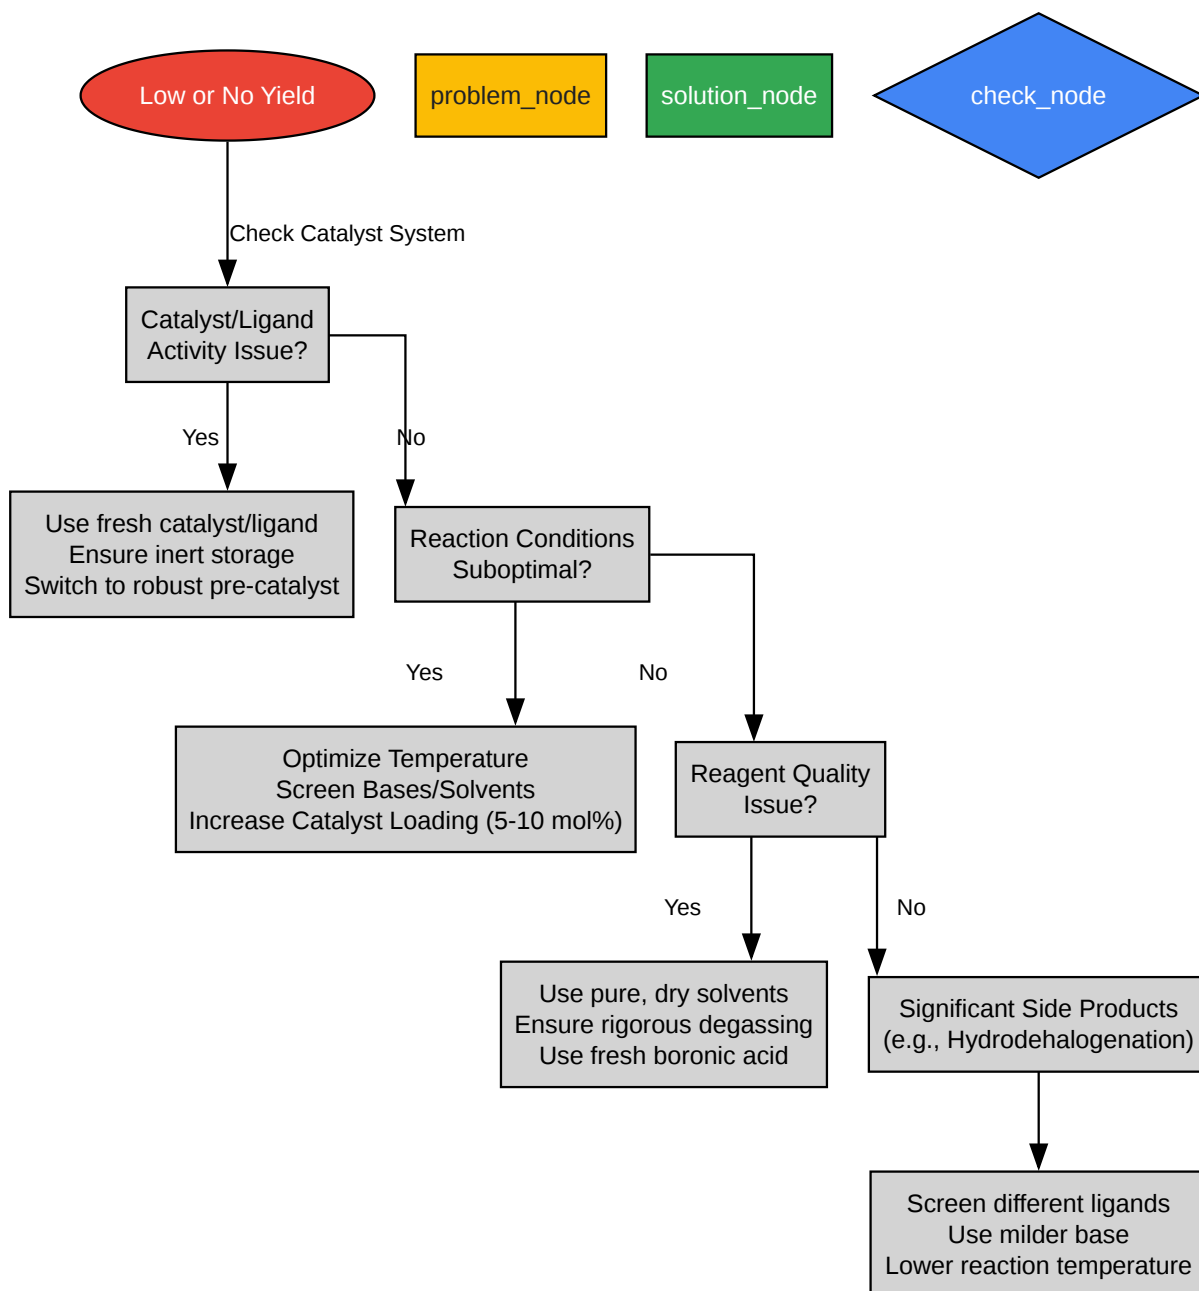 Low or No Yield
problem_node
solution_node
check_node
Check Catalyst System
Catalyst/Ligand
Activity Issue?
Yes
No
Use fresh catalyst/ligand
Ensure inert storage
Switch to robust pre-catalyst
Reaction Conditions
Suboptimal?
Yes
No
Optimize Temperature
Screen Bases/Solvents
Increase Catalyst Loading (5-10 mol%)
Reagent Quality
Issue?
Yes
No
Use pure, dry solvents
Ensure rigorous degassing
Use fresh boronic acid
Significant Side Products
(e.g., Hydrodehalogenation)
Screen different ligands
Use milder base
Lower reaction temperature